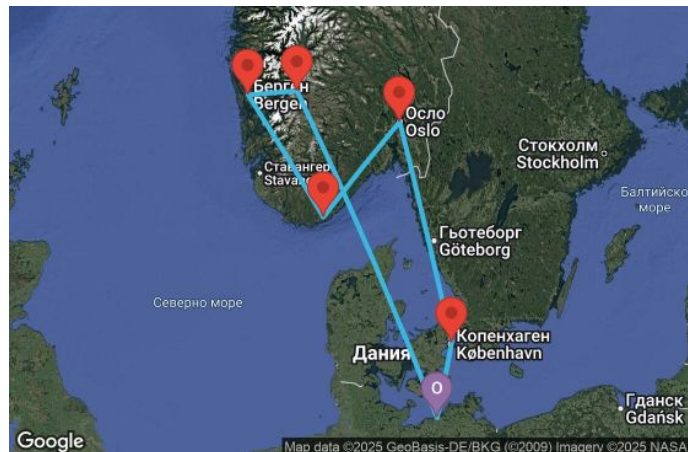 Берген
Bergen
Осло
Oslo
Стокхолм
Stockholm
Ставангер
Балтийско
море
Гьотеборг
Göteborg
Северно море
Копенхаген
København
Дания
O
Гданск
Gdańsk
Google
Map data ©2025 GeoBasis-DE/BKG (©2009) Imagery ©2025 NASA